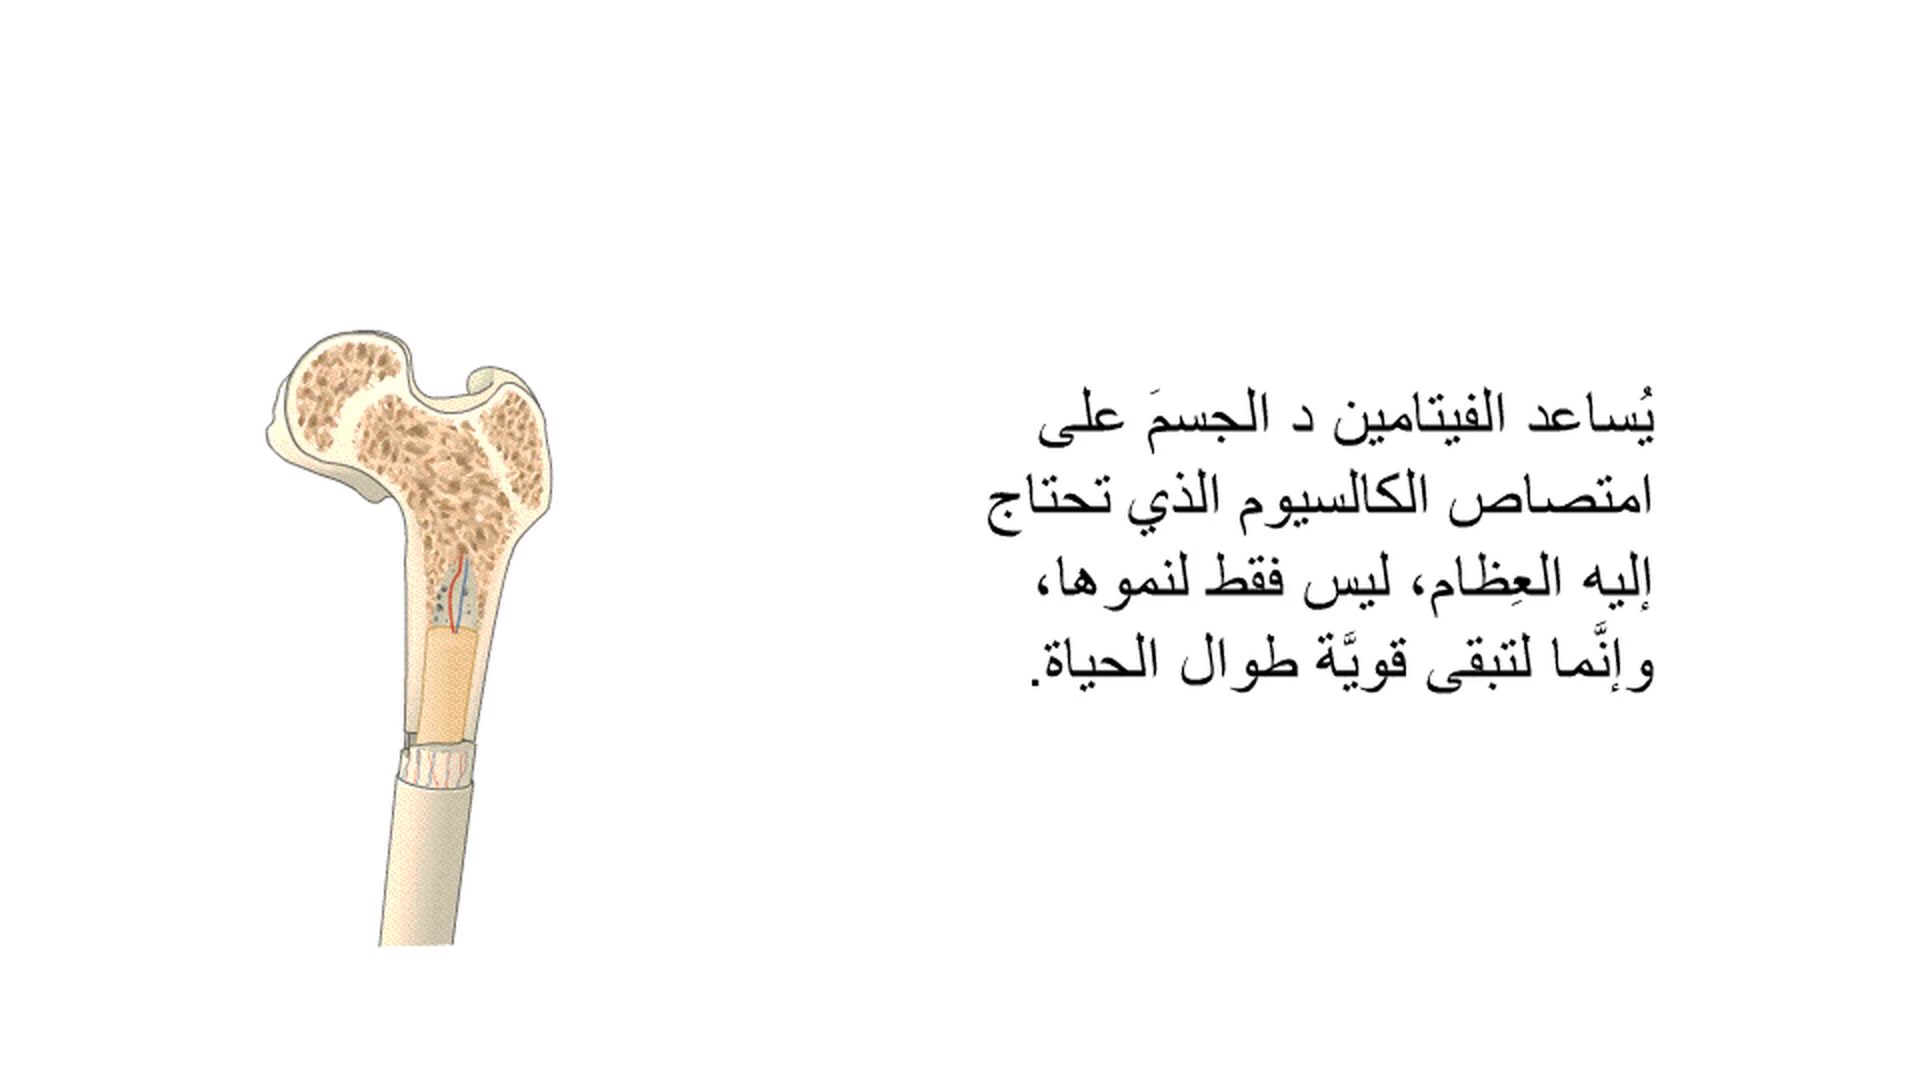 يُساعد الفيتامين د الجسمَ على
امتصاص الكالسيوم الذي تحتاج
إليه العِظام، ليس فقط لنموها،
وإنَّما لتبقى قويَّة طوال الحياة.